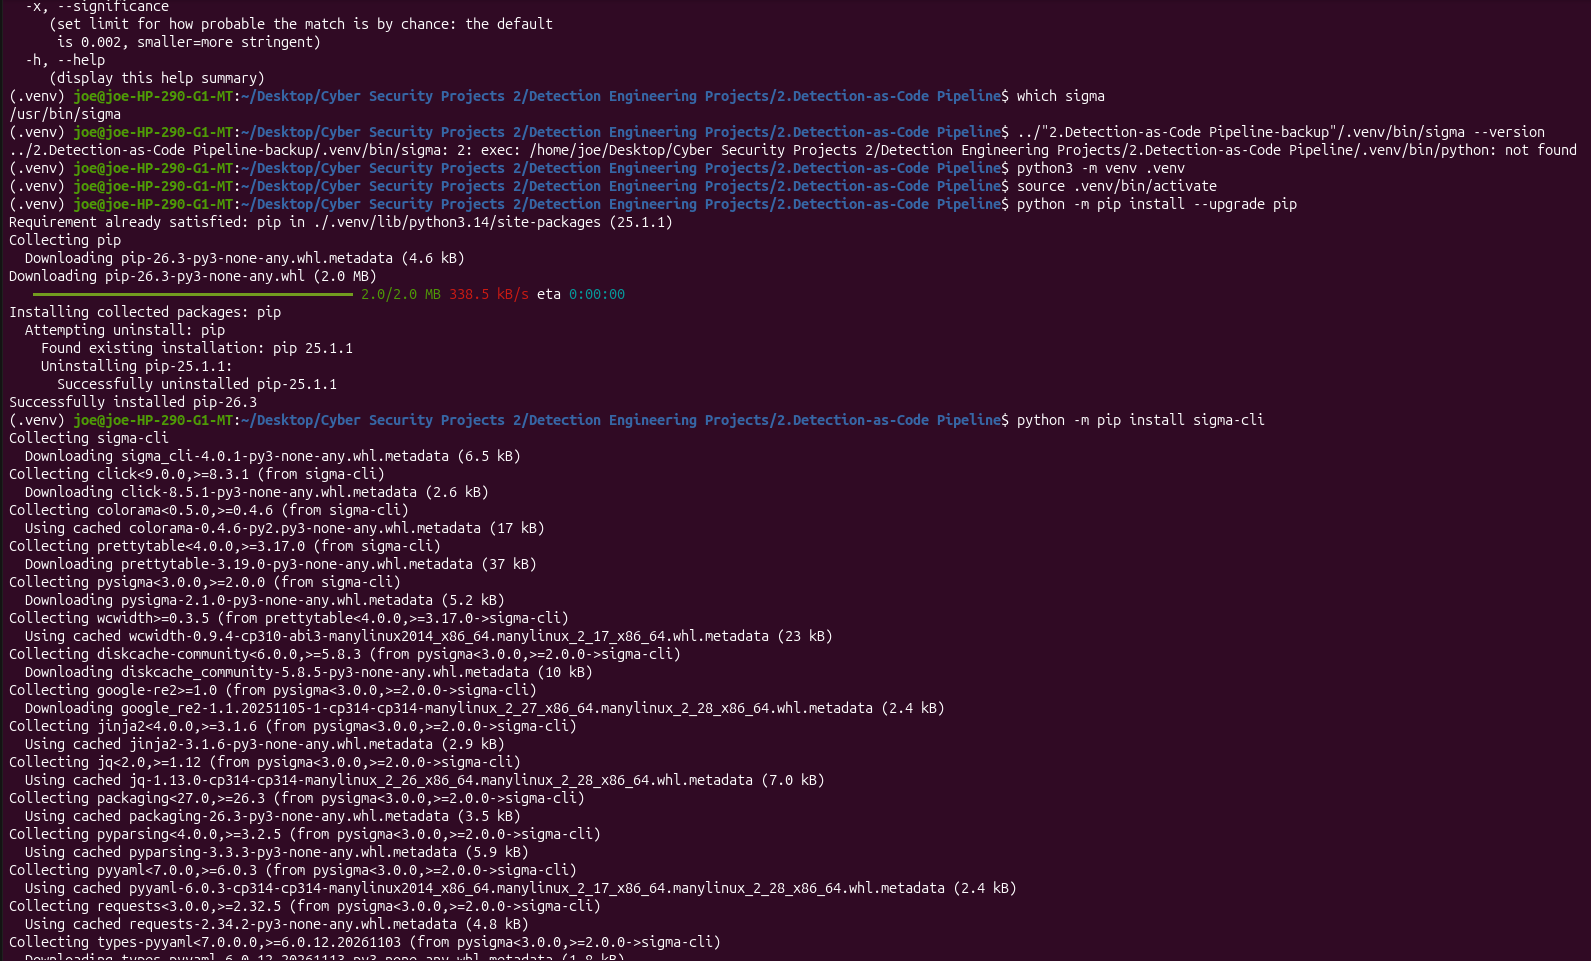 -x, --significance
(set limit for how probable the match is by chance: the default
is 0.002, smaller=more stringent)
-h, --help
(display this help summary)
(.venv) joe@joe-HP-290-G1-MT:~/Desktop/Cyber Security Projects 2/Detection Engineering Projects/2.Detection-as-Code Pipeline$ which sigma
/usr/bin/sigma
(.venv) joe@joe-HP-290-G1-MT:~/Desktop/Cyber Security Projects 2/Detection Engineering Projects/2.Detection-as-Code Pipeline$ ../"2.Detection-as-Code Pipeline-backup"/.venv/bin/sigma --version
../2.Detection-as-Code Pipeline-backup/.venv/bin/sigma: 2: exec: /home/joe/Desktop/Cyber Security Projects 2/Detection Engineering Projects/2.Detection-as-Code Pipeline/.venv/bin/python: not found
(.venv) joe@joe-HP-290-G1-MT:~/Desktop/Cyber Security Projects 2/Detection Engineering Projects/2.Detection-as-Code Pipeline$ python3 -m venv .venv
(.venv) joe@joe-HP-290-G1-MT:~/Desktop/Cyber Security Projects 2/Detection Engineering Projects/2.Detection-as-Code Pipeline$ source .venv/bin/activate
(.venv) joe@joe-HP-290-G1-MT:~/Desktop/Cyber Security Projects 2/Detection Engineering Projects/2.Detection-as-Code Pipeline$ python -m pip install --upgrade pip
Requirement already satisfied: pip in ./.venv/lib/python3.14/site-packages (25.1.1)
Collecting pip
Downloading pip-26.3-py3-none-any.whl.metadata (4.6 kB)
Downloading pip-26.3-py3-none-any.whl (2.0 MB)
2.0/2.0 MB 338.5 kB/s eta 0:00:00
Installing collected packages: pip
Attempting uninstall: pip
Found existing installation: pip 25.1.1
Uninstalling pip-25.1.1:
Successfully uninstalled pip-25.1.1
Successfully installed pip-26.3
(.venv) joe@joe-HP-290-G1-MT:~/Desktop/Cyber Security Projects 2/Detection Engineering Projects/2.Detection-as-Code Pipeline$ python -m pip install sigma-cli
Collecting sigma-cli
Downloading sigma_cli-4.0.1-py3-none-any.whl.metadata (6.5 kB)
Collecting click<9.0.0,>=8.3.1 (from sigma-cli)
Downloading click-8.5.1-py3-none-any.whl.metadata (2.6 kB)
Collecting colorama<0.5.0,>=0.4.6 (from sigma-cli)
Using cached colorama-0.4.6-py2.py3-none-any.whl.metadata (17 kB)
Collecting prettytable<4.0.0,>=3.17.0 (from sigma-cli)
Downloading prettytable-3.19.0-py3-none-any.whl.metadata (37 kB)
Collecting pysigma<3.0.0,>=2.0.0 (from sigma-cli)
Downloading pysigma-2.1.0-py3-none-any.whl.metadata (5.2 kB)
Collecting wcwidth>=0.3.5 (from prettytable<4.0.0,>=3.17.0->sigma-cli)
Using cached wcwidth-0.9.4-cp310-abi3-manylinux2014_x86_64.manylinux_2_17_x86_64.whl.metadata (23 kB)
Collecting diskcache-community<6.0.0,>=5.8.3 (from pysigma<3.0.0,>=2.0.0->sigma-cli)
Downloading diskcache_community-5.8.5-py3-none-any.whl.metadata (10 kB)
Collecting google-re2>=1.0 (from pysigma<3.0.0,>=2.0.0->sigma-cli)
Downloading google_re2-1.1.20251105-1-cp314-cp314-manylinux_2_27_x86_64.manylinux_2_28_x86_64.whl.metadata (2.4 kB)
Collecting jinja2<4.0.0,>=3.1.6 (from pysigma<3.0.0,>=2.0.0->sigma-cli)
Using cached jinja2-3.1.6-py3-none-any.whl.metadata (2.9 kB)
Collecting jq<2.0,>=1.12 (from pysigma<3.0.0,>=2.0.0->sigma-cli)
Using cached jq-1.13.0-cp314-cp314-manylinux_2_26_x86_64.manylinux_2_28_x86_64.whl.metadata (7.0 kB)
Collecting packaging<27.0,>=26.3 (from pysigma<3.0.0,>=2.0.0->sigma-cli)
Using cached packaging-26.3-py3-none-any.whl.metadata (3.5 kB)
Collecting pyparsing<4.0.0,>=3.2.5 (from pysigma<3.0.0,>=2.0.0->sigma-cli)
Using cached pyparsing-3.3.3-py3-none-any.whl.metadata (5.9 kB)
Collecting pyyaml<7.0.0,>=6.0.3 (from pysigma<3.0.0,>=2.0.0->sigma-cli)
Using cached pyyaml-6.0.3-cp314-cp314-manylinux2014_x86_64.manylinux_2_17_x86_64.manylinux_2_28_x86_64.whl.metadata (2.4 kB)
Collecting requests<3.0.0,>=2.32.5 (from pysigma<3.0.0,>=2.0.0->sigma-cli)
Using cached requests-2.34.2-py3-none-any.whl.metadata (4.8 kB)
Collecting types-pyyaml<7.0.0.0,>=6.0.12.20261103 (from pysigma<3.0.0,>=2.0.0->sigma-cli)
Downloading types_pyyaml-6.0.12.20261113-py3-none-any.whl.metadata (1.8 kB)